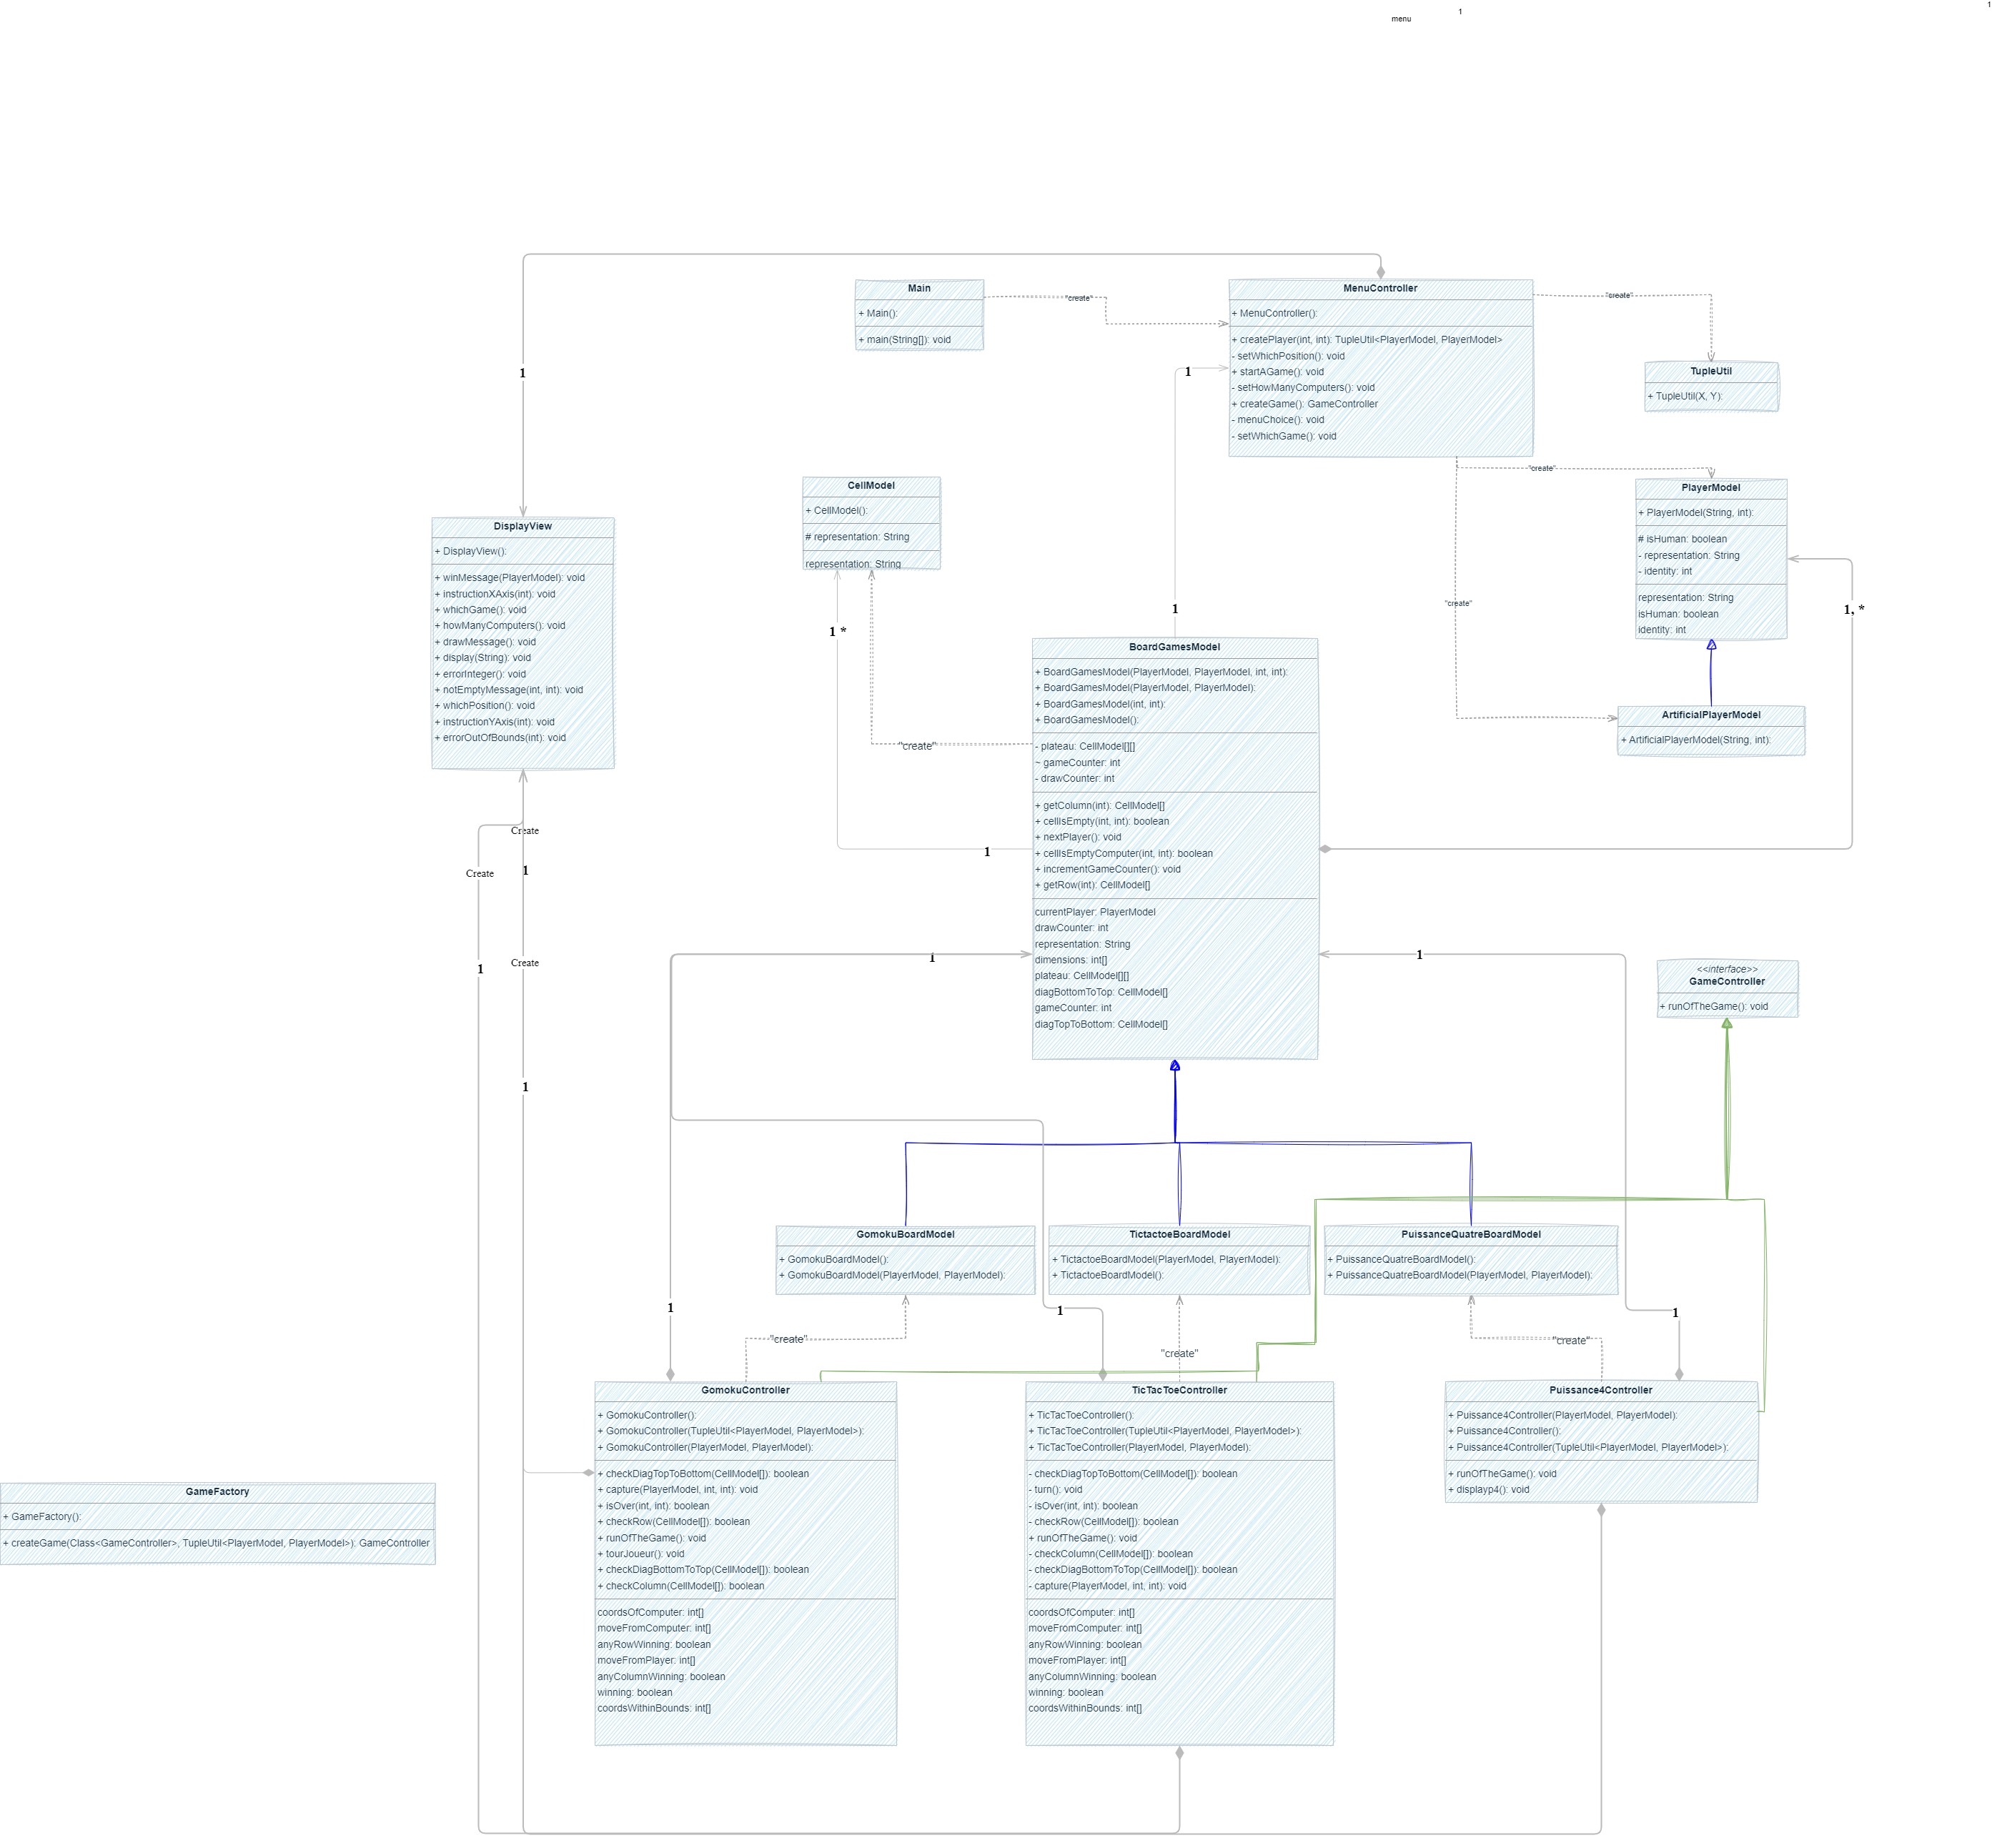 1
1
menu
Main
+ Main():
+ main(String[]): void
"create"
MenuController
+ MenuController():
+ createPlayer(int, int): TupleUtil<PlayerModel, PlayerModel>
- setWhichPosition(): void
+ startAGame(): void
- setHowManyComputers(): void
+ createGame(): GameController
- menuChoice(): void
- setWhichGame(): void
"create"
TupleUtil
+ TupleUtil(X, Y):
1
1
"create"
CellModel
+ CellModel():
# representation: String
representation: String
PlayerModel
+ PlayerModel(String, int):
# isHuman: boolean
- representation: String
- identity: int
representation: String
isHuman: boolean
identity: int
DisplayView
+ DisplayView():
+ winMessage(PlayerModel): void
+ instructionXAxis(int): void
+ whichGame(): void
+ howManyComputers(): void
+ drawMessage(): void
+ display(String): void
+ errorInteger(): void
+ notEmptyMessage(int, int): void
+ whichPosition(): void
+ instructionYAxis(int): void
+ errorOutOfBounds(int): void
"create"
1
1, *
1 *
BoardGamesModel
+ BoardGamesModel(PlayerModel, PlayerModel, int, int):
+ BoardGamesModel(PlayerModel, PlayerModel):
+ BoardGamesModel(int, int):
+ BoardGamesModel():
- plateau: CellModel[][]
~ gameCounter: int
- drawCounter: int
+ getColumn(int): CellModel[]
+ cellIsEmpty(int, int): boolean
+ nextPlayer(): void
+ cellIsEmptyComputer(int, int): boolean
+ incrementGameCounter(): void
+ getRow(int): CellModel[]
currentPlayer: PlayerModel
drawCounter: int
representation: String
dimensions: int[]
plateau: CellModel[][]
diagBottomToTop: CellModel[]
gameCounter: int
diagTopToBottom: CellModel[]
ArtificialPlayerModel
+ ArtificialPlayerModel(String, int):
"create"
Create
1
Create
1
Create
1
1
1
1
<<interface>>
GameController
+ runOfTheGame(): void
GomokuBoardModel
+ GomokuBoardModel():
+ GomokuBoardModel(PlayerModel, PlayerModel):
TictactoeBoardModel
+ TictactoeBoardModel(PlayerModel, PlayerModel):
+ TictactoeBoardModel():
PuissanceQuatreBoardModel
+ PuissanceQuatreBoardModel():
+ PuissanceQuatreBoardModel(PlayerModel, PlayerModel):
1
1
1
"create"
"create"
"create"
GomokuController
+ GomokuController():
+ GomokuController(TupleUtil<PlayerModel, PlayerModel>):
+ GomokuController(PlayerModel, PlayerModel):
+ checkDiagTopToBottom(CellModel[]): boolean
+ capture(PlayerModel, int, int): void
+ isOver(int, int): boolean
+ checkRow(CellModel[]): boolean
+ runOfTheGame(): void
+ tourJoueur(): void
+ checkDiagBottomToTop(CellModel[]): boolean
+ checkColumn(CellModel[]): boolean
coordsOfComputer: int[]
moveFromComputer: int[]
anyRowWinning: boolean
moveFromPlayer: int[]
anyColumnWinning: boolean
winning: boolean
coordsWithinBounds: int[]
TicTacToeController
+ TicTacToeController():
+ TicTacToeController(TupleUtil<PlayerModel, PlayerModel>):
+ TicTacToeController(PlayerModel, PlayerModel):
- checkDiagTopToBottom(CellModel[]): boolean
- turn(): void
- isOver(int, int): boolean
- checkRow(CellModel[]): boolean
+ runOfTheGame(): void
- checkColumn(CellModel[]): boolean
- checkDiagBottomToTop(CellModel[]): boolean
- capture(PlayerModel, int, int): void
coordsOfComputer: int[]
moveFromComputer: int[]
anyRowWinning: boolean
moveFromPlayer: int[]
anyColumnWinning: boolean
winning: boolean
coordsWithinBounds: int[]
Puissance4Controller
+ Puissance4Controller(PlayerModel, PlayerModel):
+ Puissance4Controller():
+ Puissance4Controller(TupleUtil<PlayerModel, PlayerModel>):
+ runOfTheGame(): void
+ displayp4(): void
GameFactory
+ GameFactory():
+ createGame(Class<GameController>, TupleUtil<PlayerModel, PlayerModel>): GameController